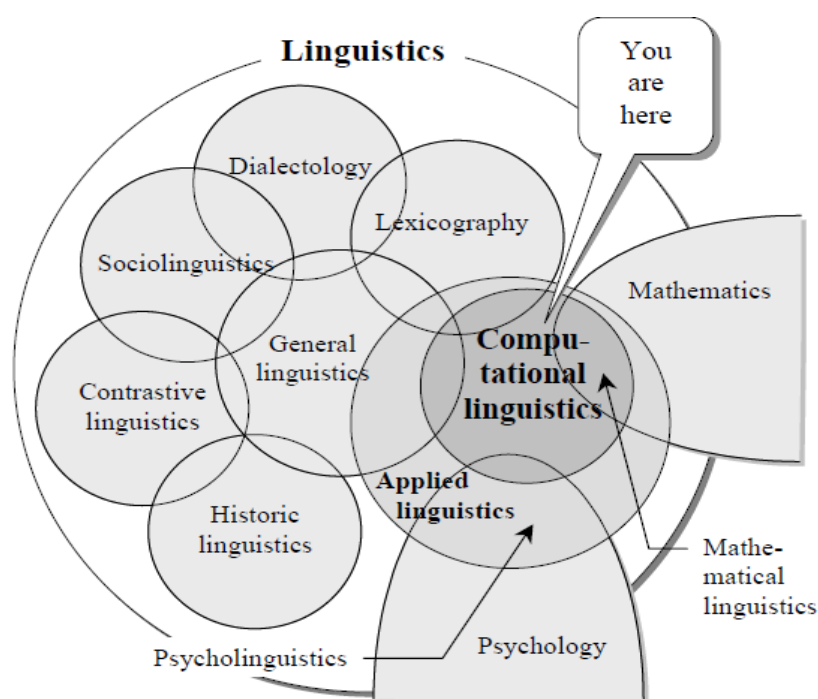 Linguistics
You
are
here
Dialectology
Lexicography
Sociolinguistics
Mathematics
General
linguistics
Compu-
tational
linguistics
Contrastive
linguistics
Applied
linguistics
Historic
linguistics
Mathe-
matical
linguistics
Psycholinguistics
Psychology